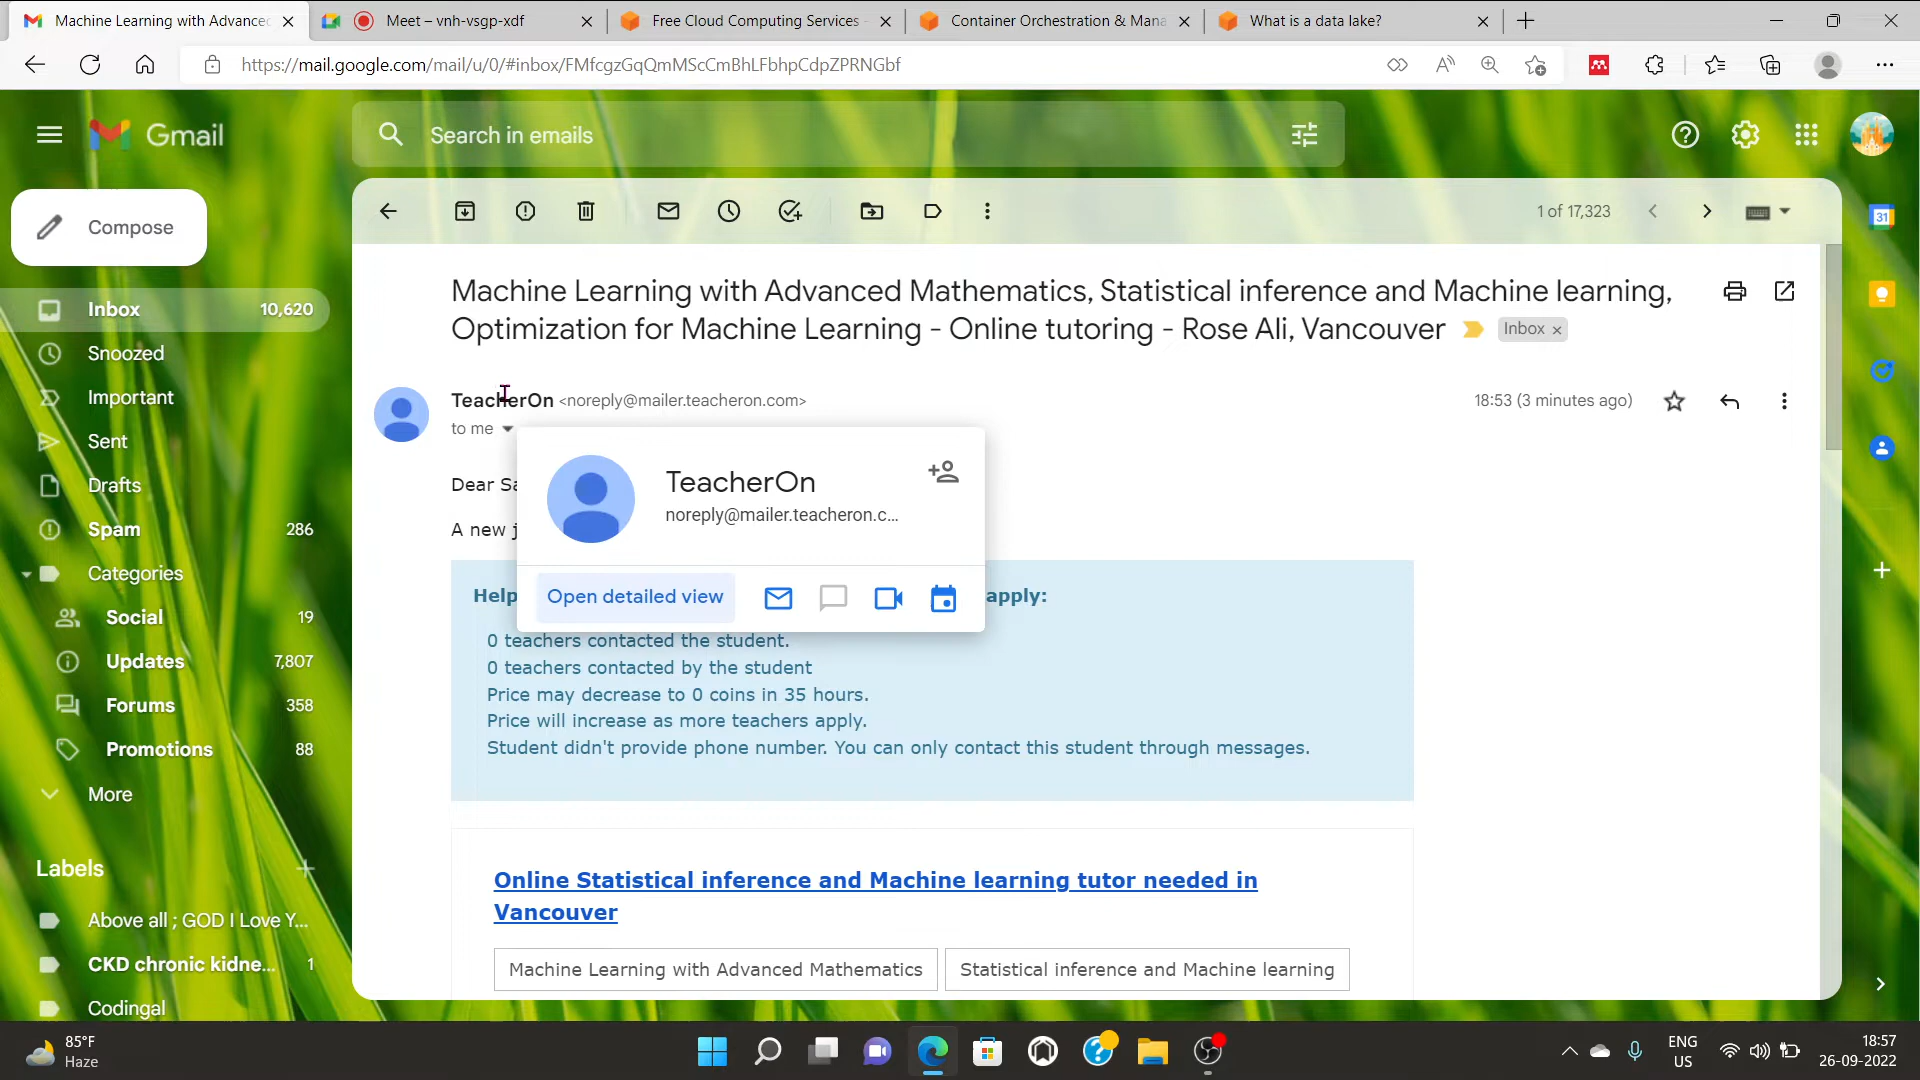 Machine Learning with Advance
Meet – vnh-vsgp-xdf
Free Cloud Computing Services -
Container Orchestration & Mana
What is a data lake?
https://mail.google.com/mail/u/0/#inbox/FMfcgzGqQmMScCmBhLFbhpCdpZPRNGbf
Gmail
Search in emails
Compose
1 of 17,323
Inbox 10,620
Snoozed
Important
Sent
Drafts
Spam 286
Categories
Social 19
Updates 7,807
Forums 358
Promotions 88
More
Labels
Above all ; GOD I Love Y...
CKD chronic kidne... 1
Codingal
Machine Learning with Advanced Mathematics, Statistical inference and Machine learning,
Optimization for Machine Learning - Online tutoring - Rose Ali, Vancouver Inbox ×
TeacherOn <noreply@mailer.teacheron.com>
18:53 (3 minutes ago)
to me
Dear Sa
A new j
TeacherOn
noreply@mailer.teacheron.c...
Open detailed view
Help
apply:
0 teachers contacted the student.
0 teachers contacted by the student
Price may decrease to 0 coins in 35 hours.
Price will increase as more teachers apply.
Student didn't provide phone number. You can only contact this student through messages.
Online Statistical inference and Machine learning tutor needed in
Vancouver
Machine Learning with Advanced Mathematics
Statistical inference and Machine learning
31
85°F
Haze
ENG
US
18:57
26-09-2022